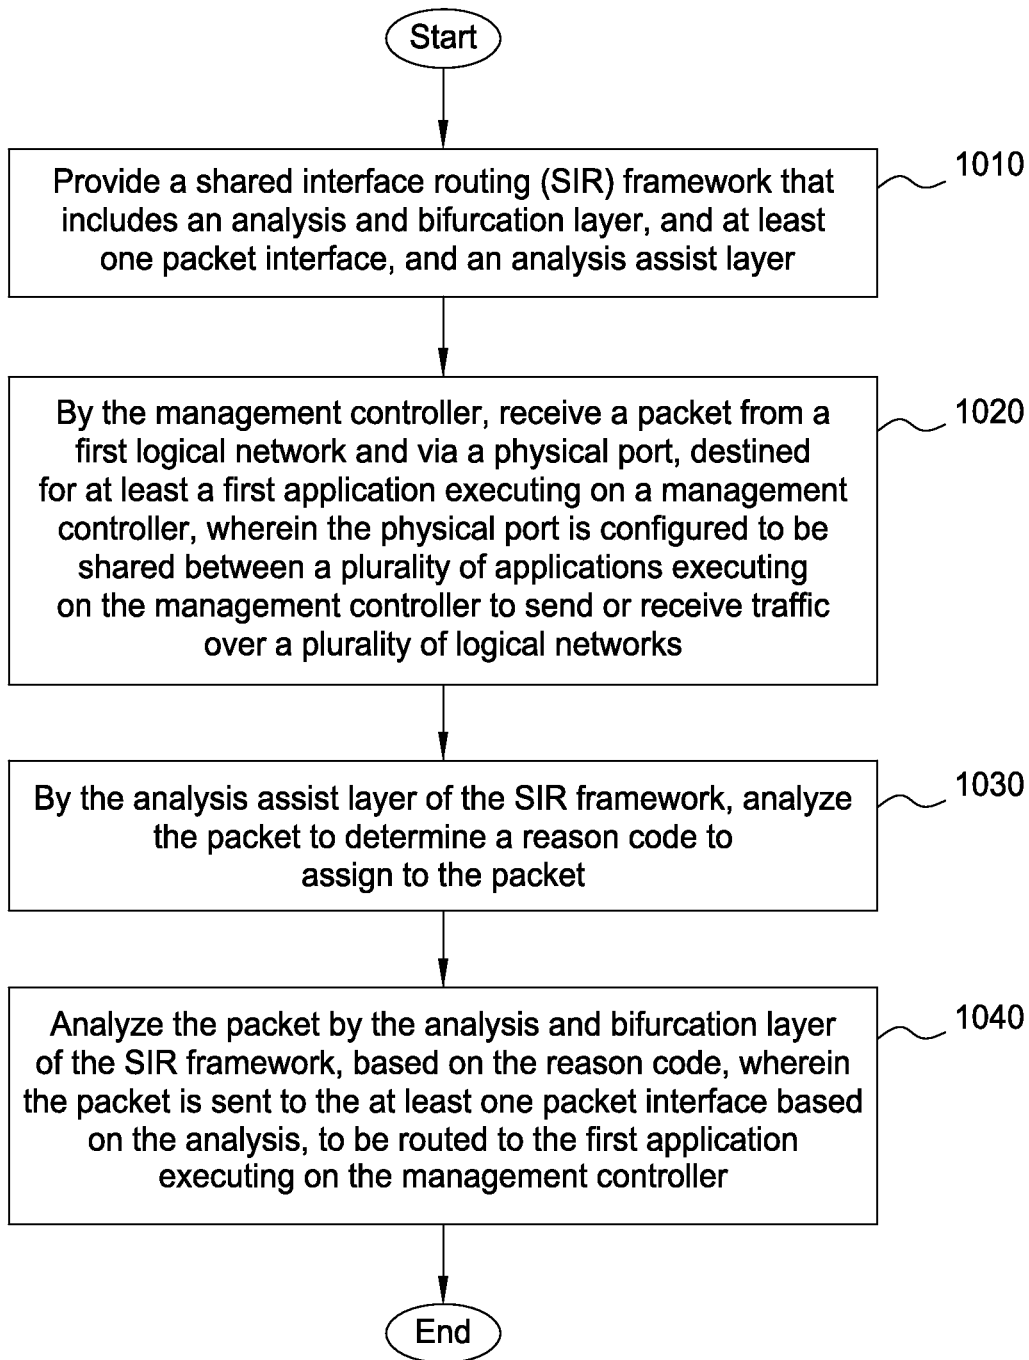 Start
Provide a shared interface routing (SIR) framework that
includes an analysis and bifurcation layer, and at least
one packet interface, and an analysis assist layer
1010
By the management controller, receive a packet from a
first logical network and via a physical port, destined
for at least a first application executing on a management
controller, wherein the physical port is configured to be
shared between a plurality of applications executing
on the management controller to send or receive traffic
over a plurality of logical networks
1020
By the analysis assist layer of the SIR framework, analyze
the packet to determine a reason code to
assign to the packet
1030
Analyze the packet by the analysis and bifurcation layer
of the SIR framework, based on the reason code, wherein
the packet is sent to the at least one packet interface based
on the analysis, to be routed to the first application
executing on the management controller
1040
End